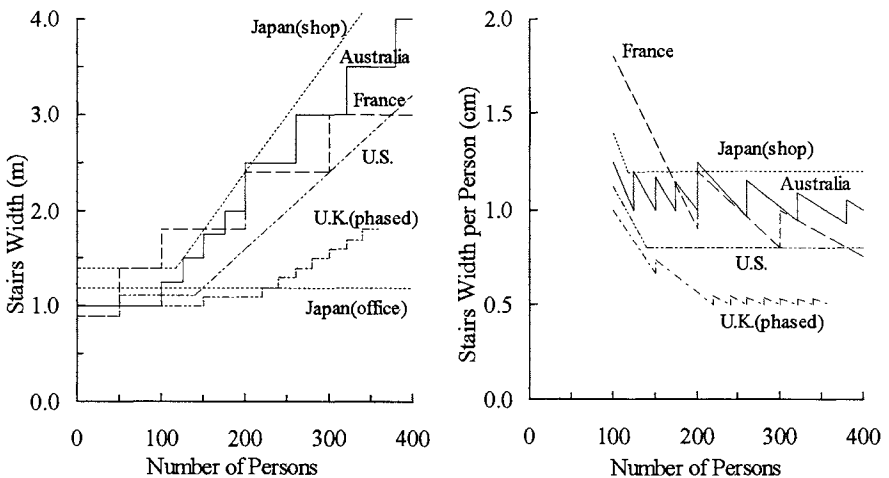 4.0
3.0
2.0
1.0
0.0
Stairs Width (m)
Japan(shop)
Australia
France
U.S.
U.K.(phased)
Japan(office)
0 100 200 300 400
Number of Persons
2.0
1.5
1.0
0.5
0
Stairs Width per Person (cm)
France
Japan(shop)
Australia
U.S.
U.K.(phased)
0 100 200 300 400
Number of Persons